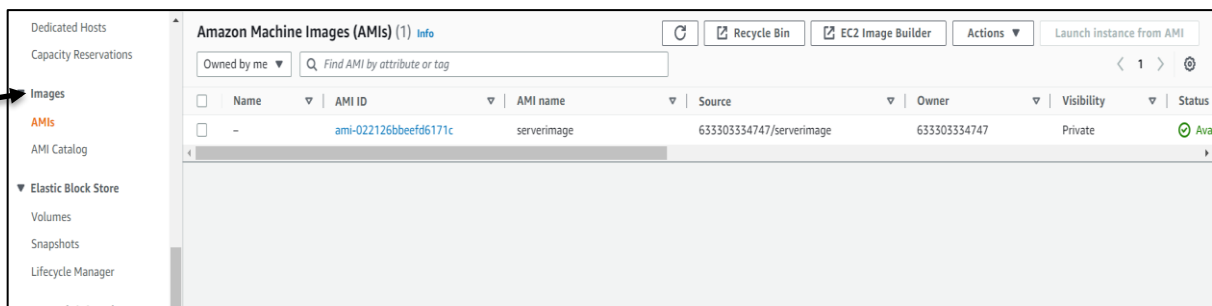 Dedicated Hosts
Capacity Reservations
Images
AMIs
AMI Catalog
Elastic Block Store
Volumes
Snapshots
Lifecycle Manager
Amazon Machine Images (AMIs) (1) Info
Recycle Bin
EC2 Image Builder
Actions
Launch instance from AMI
Owned by me
Find AMI by attribute or tag
1
Name AMI ID AMI name Source Owner Visibility Status
– ami-022126bbeefd6171c serverimage 633303334747/serverimage 633303334747 Private Ava